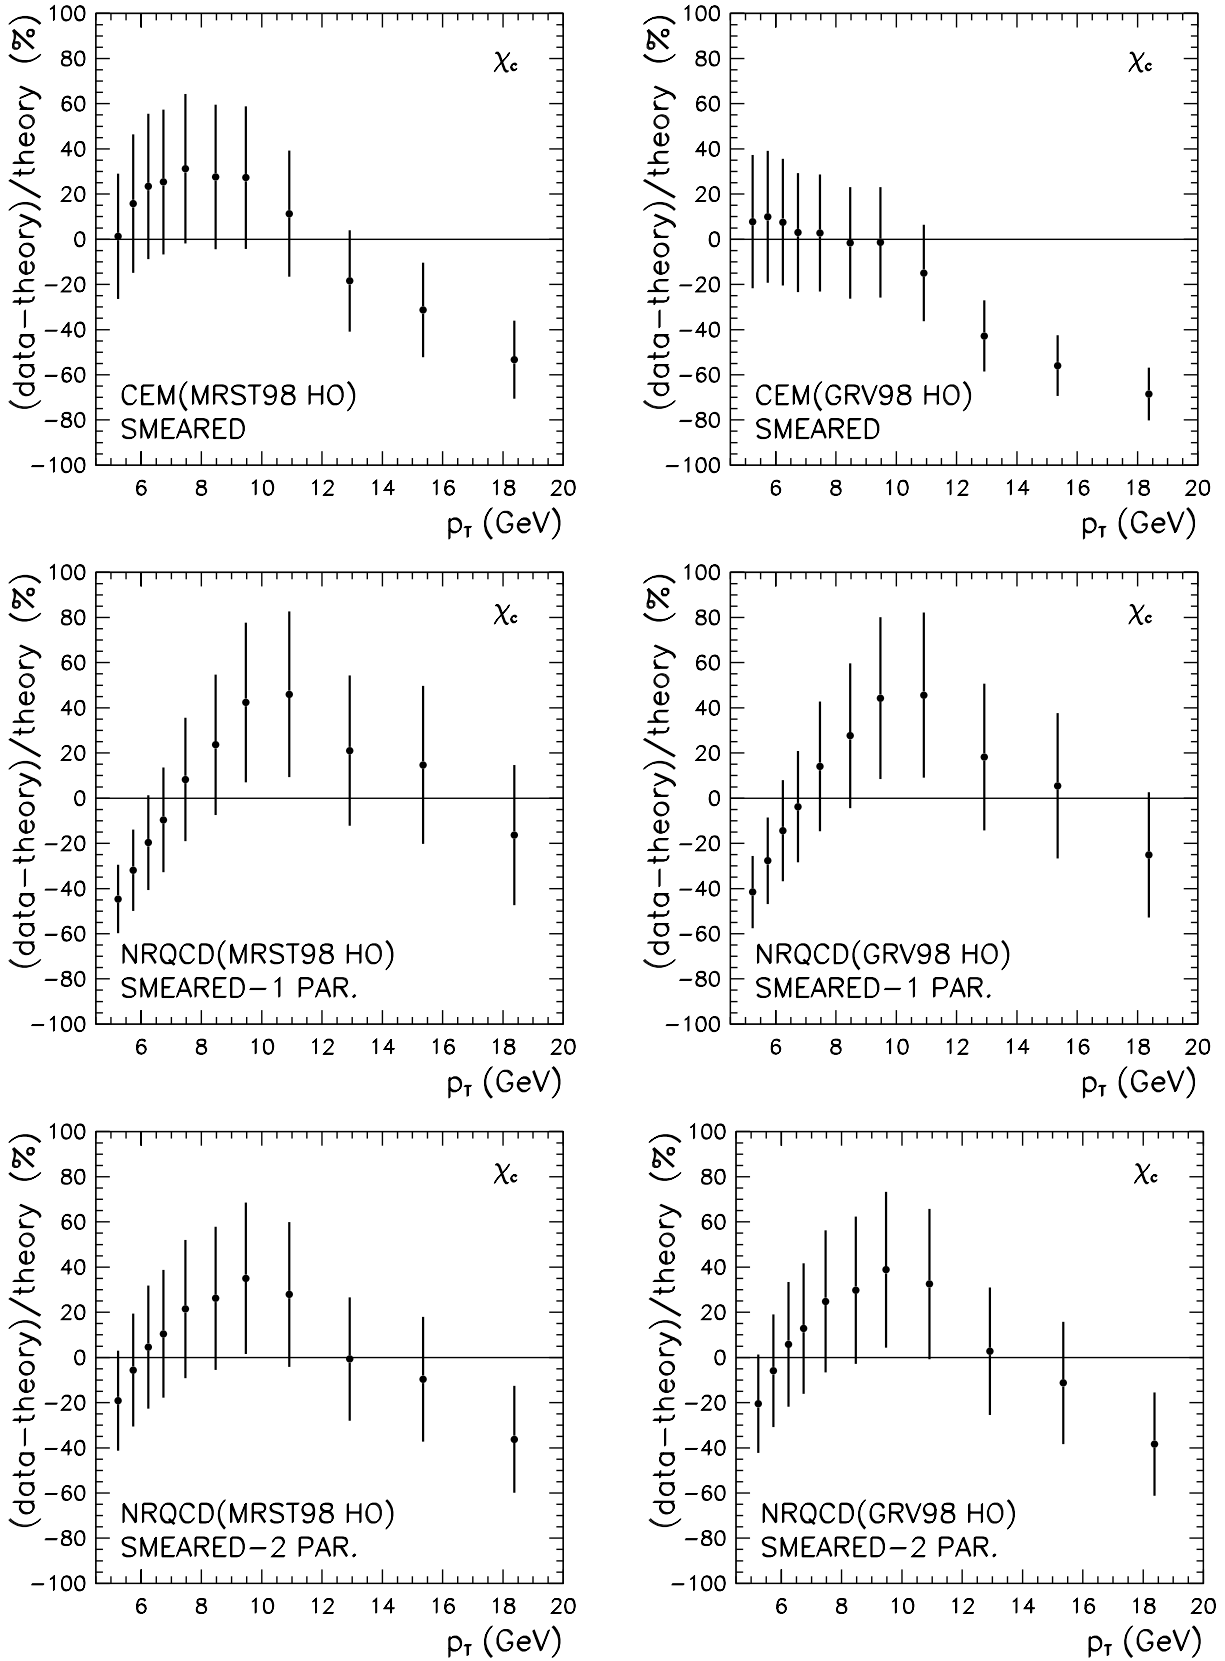 (data-theory)/theory (%)
100
80
60
40
20
0
-20
-40
-60
-80
-100
χc
CEM(MRST98 HO)
SMEARED
6 8 10 12 14 16 18 20
pT (GeV)
(data-theory)/theory (%)
100
80
60
40
20
0
-20
-40
-60
-80
-100
χc
CEM(GRV98 HO)
SMEARED
6 8 10 12 14 16 18 20
pT (GeV)
(data-theory)/theory (%)
100
80
60
40
20
0
-20
-40
-60
-80
-100
χc
NRQCD(MRST98 HO)
SMEARED-1 PAR.
6 8 10 12 14 16 18 20
pT (GeV)
(data-theory)/theory (%)
100
80
60
40
20
0
-20
-40
-60
-80
-100
χc
NRQCD(GRV98 HO)
SMEARED-1 PAR.
6 8 10 12 14 16 18 20
pT (GeV)
(data-theory)/theory (%)
100
80
60
40
20
0
-20
-40
-60
-80
-100
χc
NRQCD(MRST98 HO)
SMEARED-2 PAR.
6 8 10 12 14 16 18 20
pT (GeV)
(data-theory)/theory (%)
100
80
60
40
20
0
-20
-40
-60
-80
-100
χc
NRQCD(GRV98 HO)
SMEARED-2 PAR.
6 8 10 12 14 16 18 20
pT (GeV)